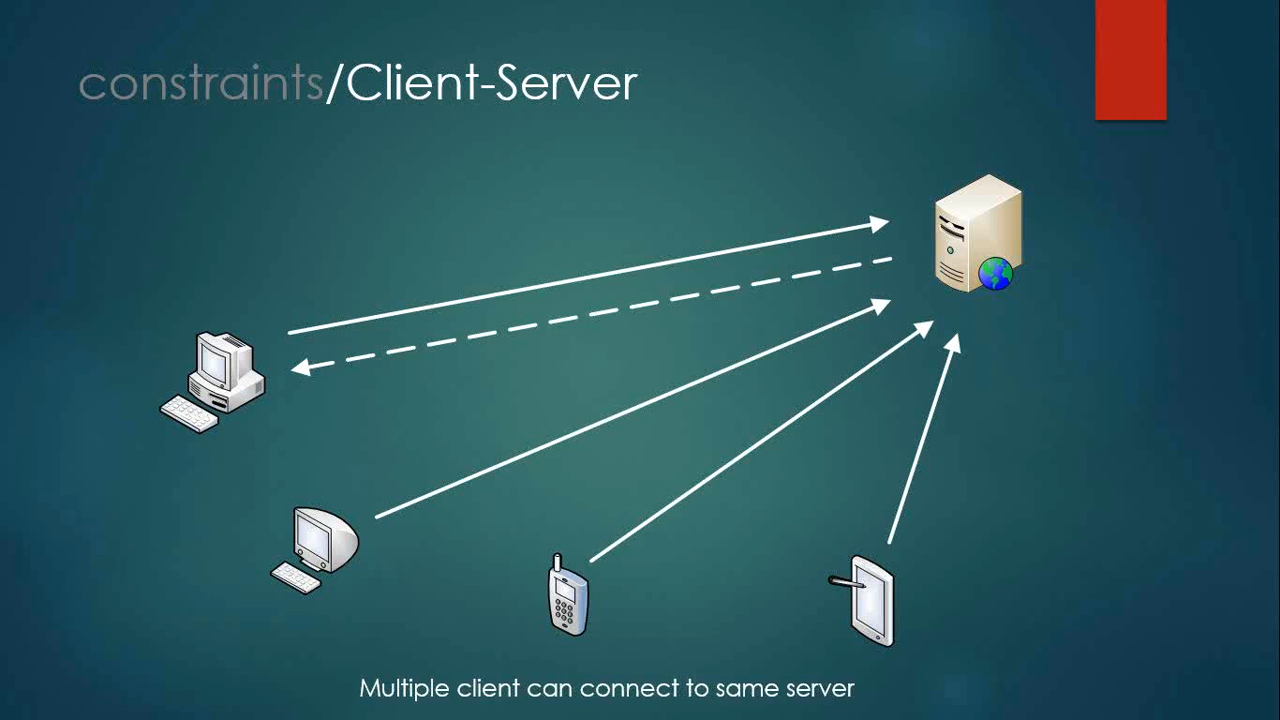 constraints/Client-Server
Multiple client can connect to same server